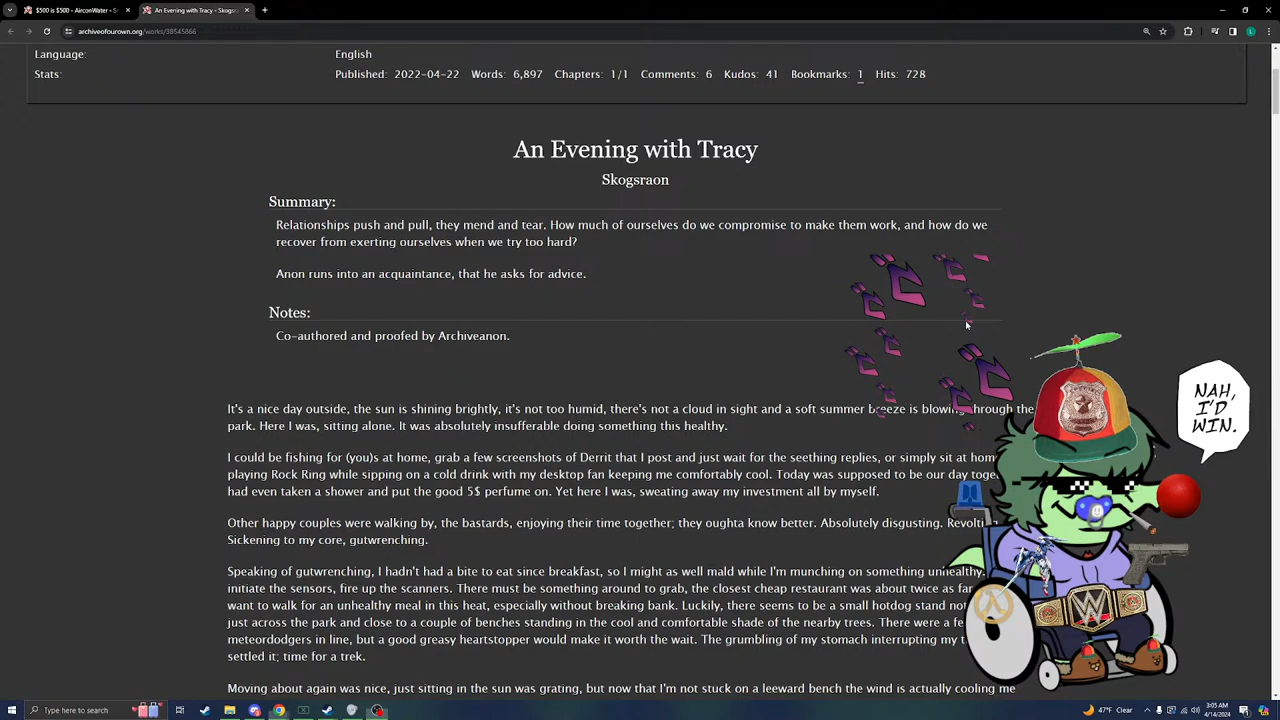 $500 is $500 - AirconWater - S
An Evening with Tracy - Skogsra
archiveofourown.org/works/38545866
Language: English
Stats: Published: 2022-04-22 Words: 6,897 Chapters: 1/1 Comments: 6 Kudos: 41 Bookmarks: 1 Hits: 728
An Evening with Tracy
Skogsraon
Summary:
Relationships push and pull, they mend and tear. How much of ourselves do we compromise to make them work, and how do we
recover from exerting ourselves when we try too hard?
Anon runs into an acquaintance, that he asks for advice.
Notes:
Co-authored and proofed by Archiveanon.
It's a nice day outside, the sun is shining brightly, it's not too humid, there's not a cloud in sight and a soft summer breeze is blowing through the
park. Here I was, sitting alone. It was absolutely insufferable doing something this healthy.
NAH,
I'D
WIN.
I could be fishing for (you)s at home, grab a few screenshots of Derrit that I post and just wait for the seething replies, or simply sit at hom
playing Rock Ring while sipping on a cold drink with my desktop fan keeping me comfortably cool. Today was supposed to be our day toge
had even taken a shower and put the good 5$ perfume on. Yet here I was, sweating away my investment all by myself.
Other happy couples were walking by, the bastards, enjoying their time together; they oughta know better. Absolutely disgusting. Revolting
Sickening to my core, gutwrenching.
Speaking of gutwrenching, I hadn't had a bite to eat since breakfast, so I might as well mald while I'm munching on something unhealthy.
initiate the sensors, fire up the scanners. There must be something around to grab, the closest cheap restaurant was about twice as far
want to walk for an unhealthy meal in this heat, especially without breaking bank. Luckily, there seems to be a small hotdog stand not
just across the park and close to a couple of benches standing in the cool and comfortable shade of the nearby trees. There were a fe
meteordodgers in line, but a good greasy heartstopper would make it worth the wait. The grumbling of my stomach interrupting my t
settled it; time for a trek.
Moving about again was nice, just sitting in the sun was grating, but now that I'm not stuck on a leeward bench the wind is actually cooling me
Type here to search
47°F Clear
3:05 AM
4/14/2024